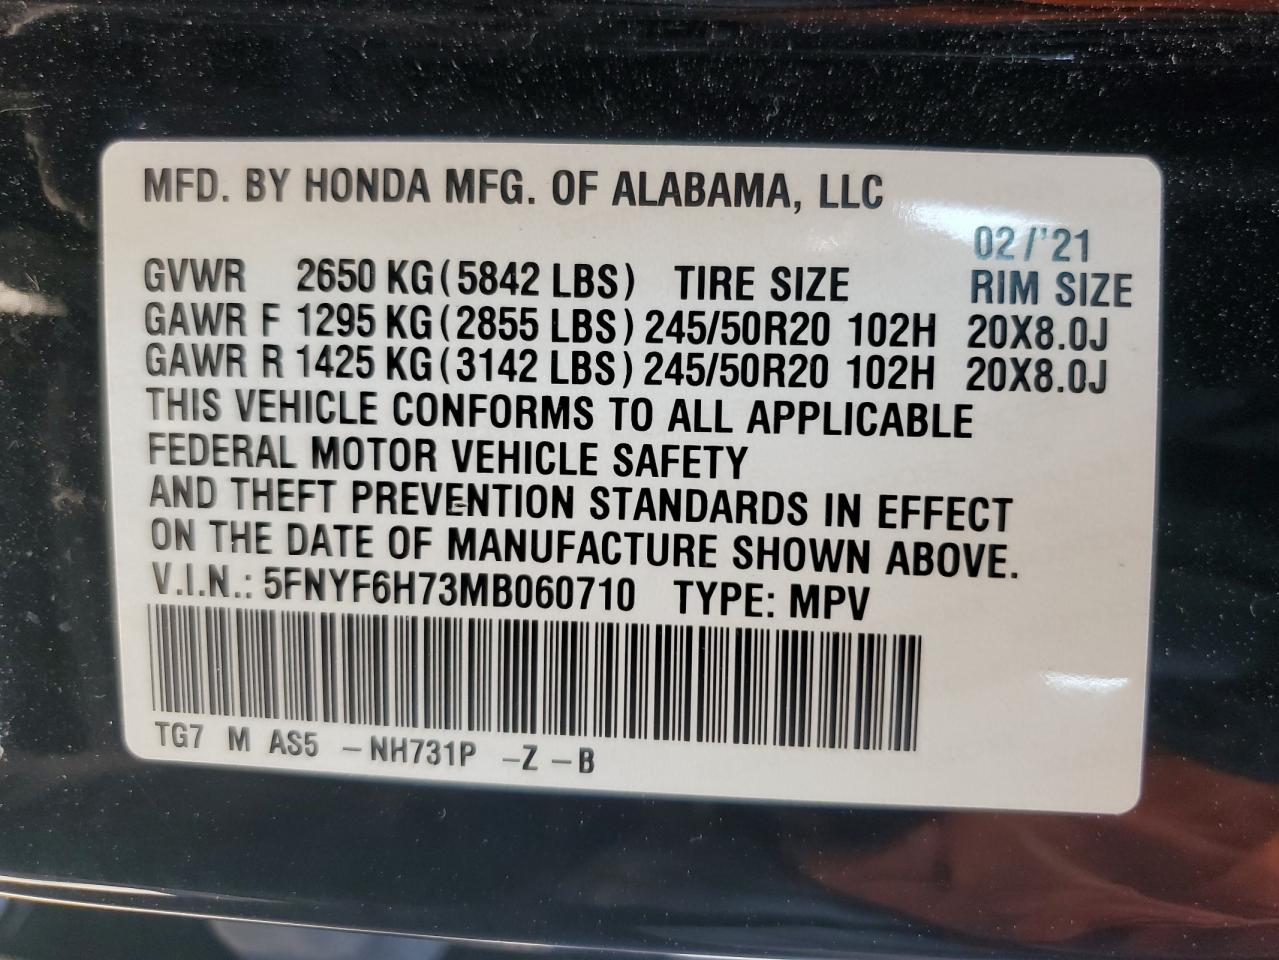 MFD. BY HONDA MFG. OF ALABAMA, LLC
02/'21
GVWR 2650 KG (5842 LBS) TIRE SIZE RIM SIZE
GAWR F 1295 KG (2855 LBS) 245/50R20 102H 20X8.0J
GAWR R 1425 KG (3142 LBS) 245/50R20 102H 20X8.0J
THIS VEHICLE CONFORMS TO ALL APPLICABLE
FEDERAL MOTOR VEHICLE SAFETY
AND THEFT PREVENTION STANDARDS IN EFFECT
ON THE DATE OF MANUFACTURE SHOWN ABOVE.
V.I.N.: 5FNYF6H73MB060710 TYPE: MPV
TG7 M AS5 -NH731P -Z -B